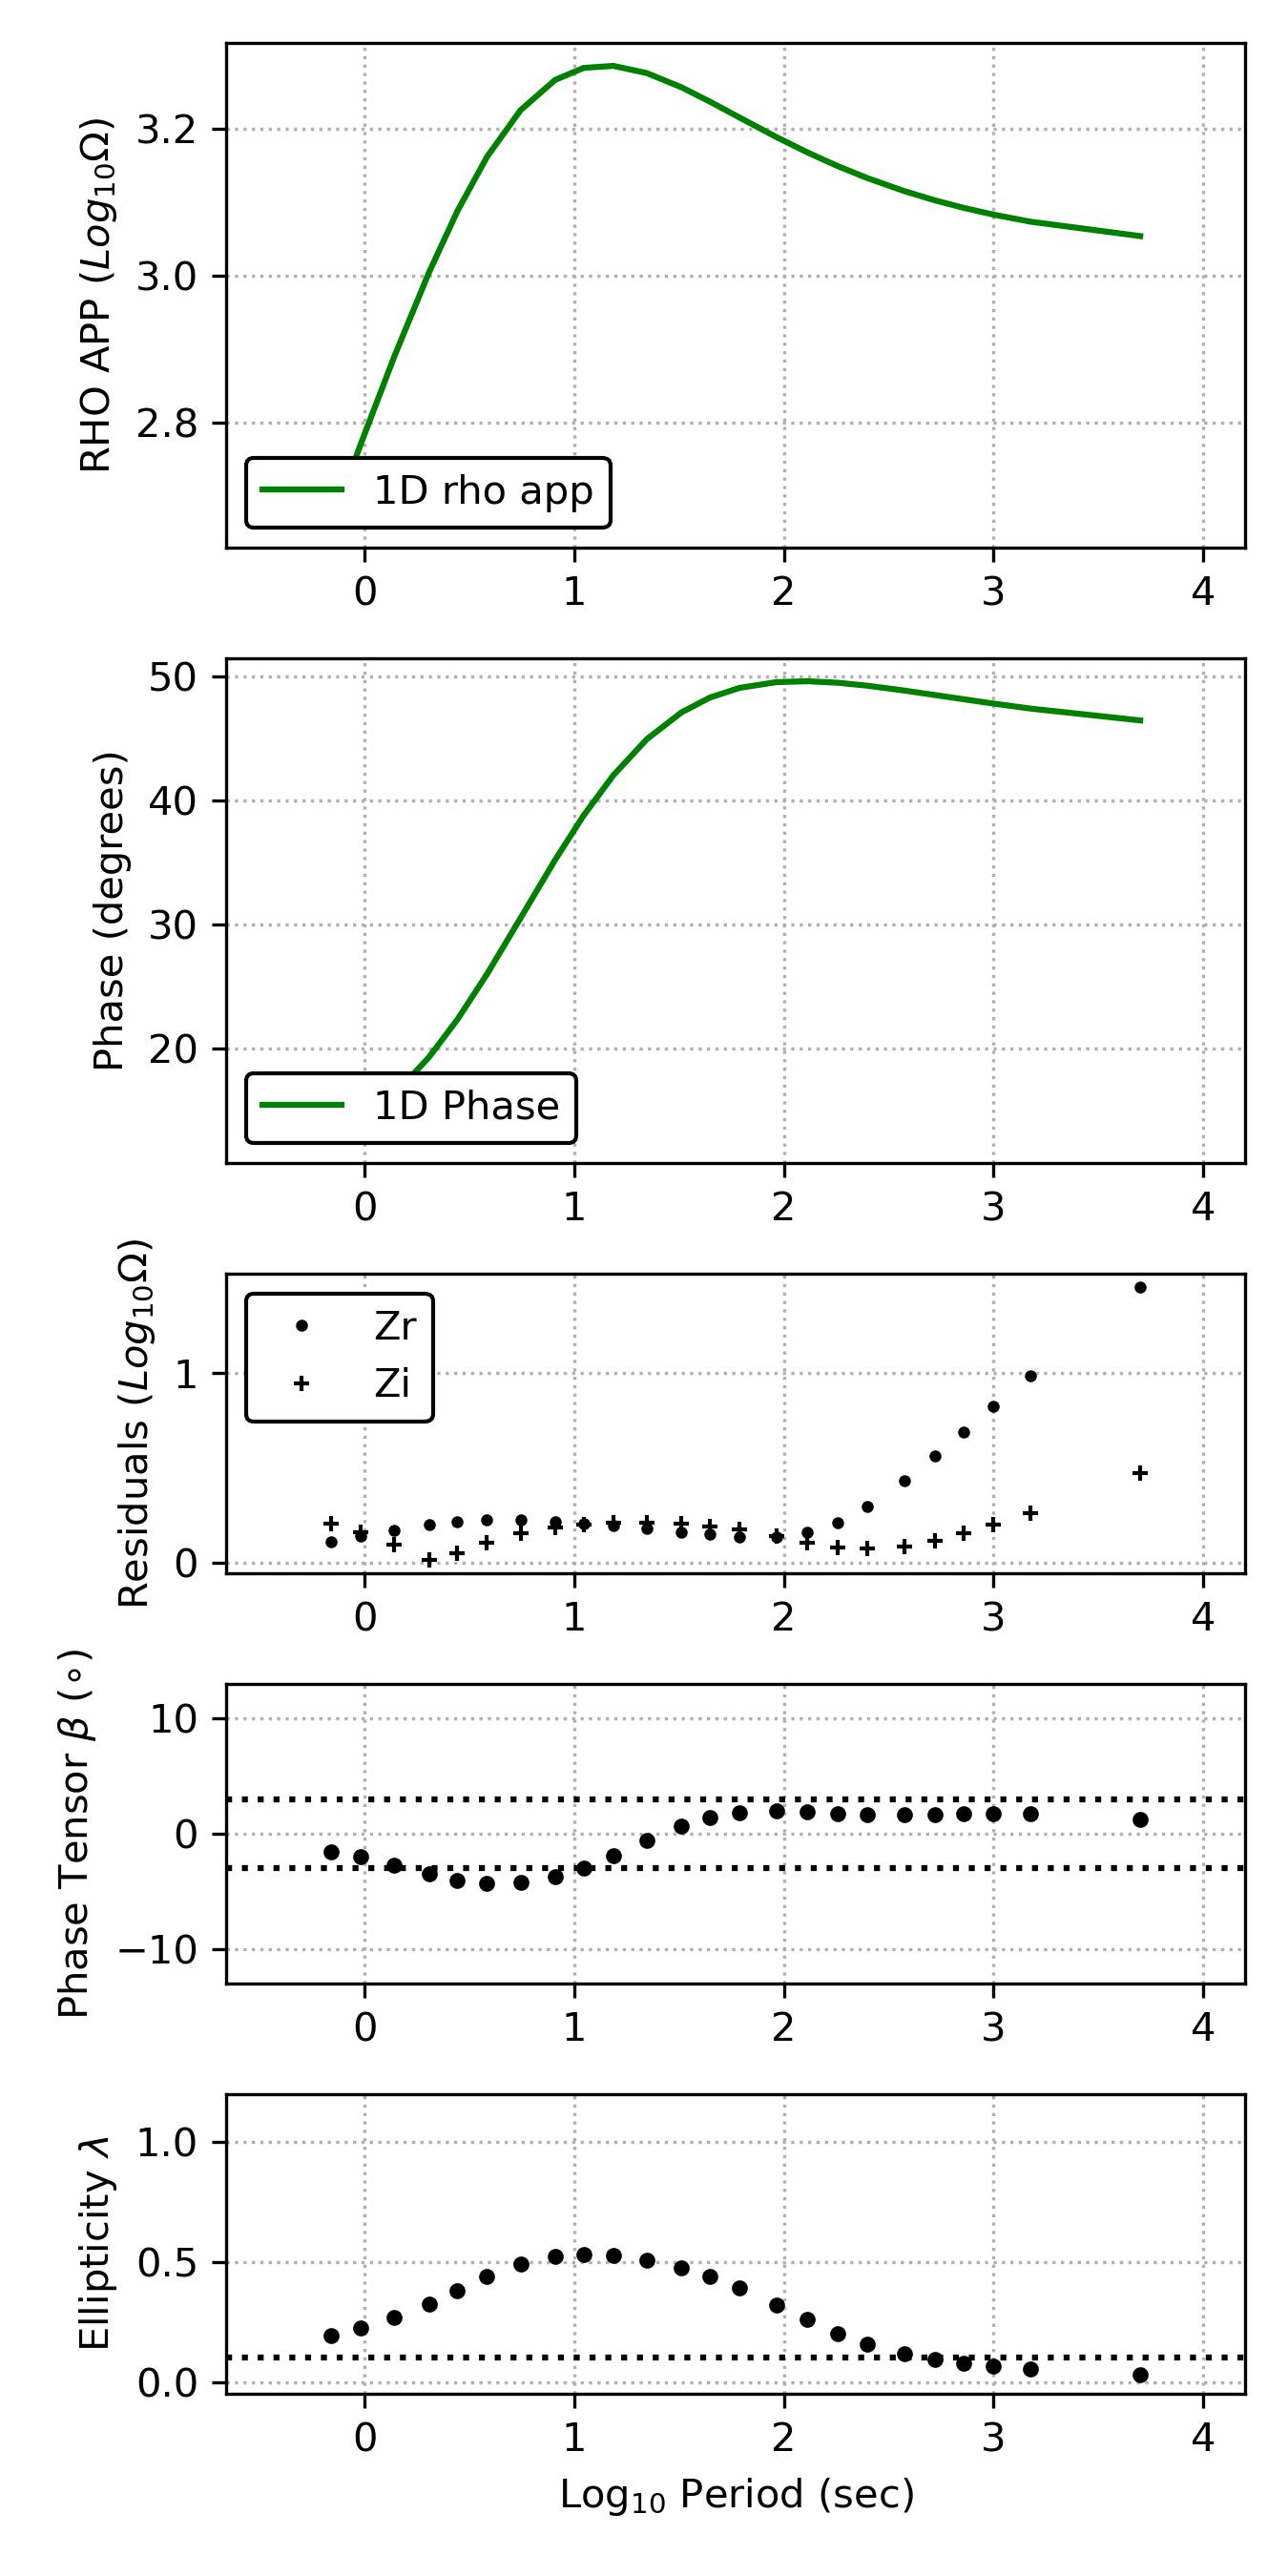 RHO APP (Log₁₀Ω)
3.2
3.0
2.8
1D rho app
0 1 2 3 4
Phase (degrees)
50
40
30
20
1D Phase
0 1 2 3 4
Residuals (Log₁₀Ω)
Zr
Zi
1
0
0 1 2 3 4
Phase Tensor β (∘)
10
0
−10
0 1 2 3 4
Ellipticity λ
1.0
0.5
0.0
0 1 2 3 4
Log₁₀ Period (sec)